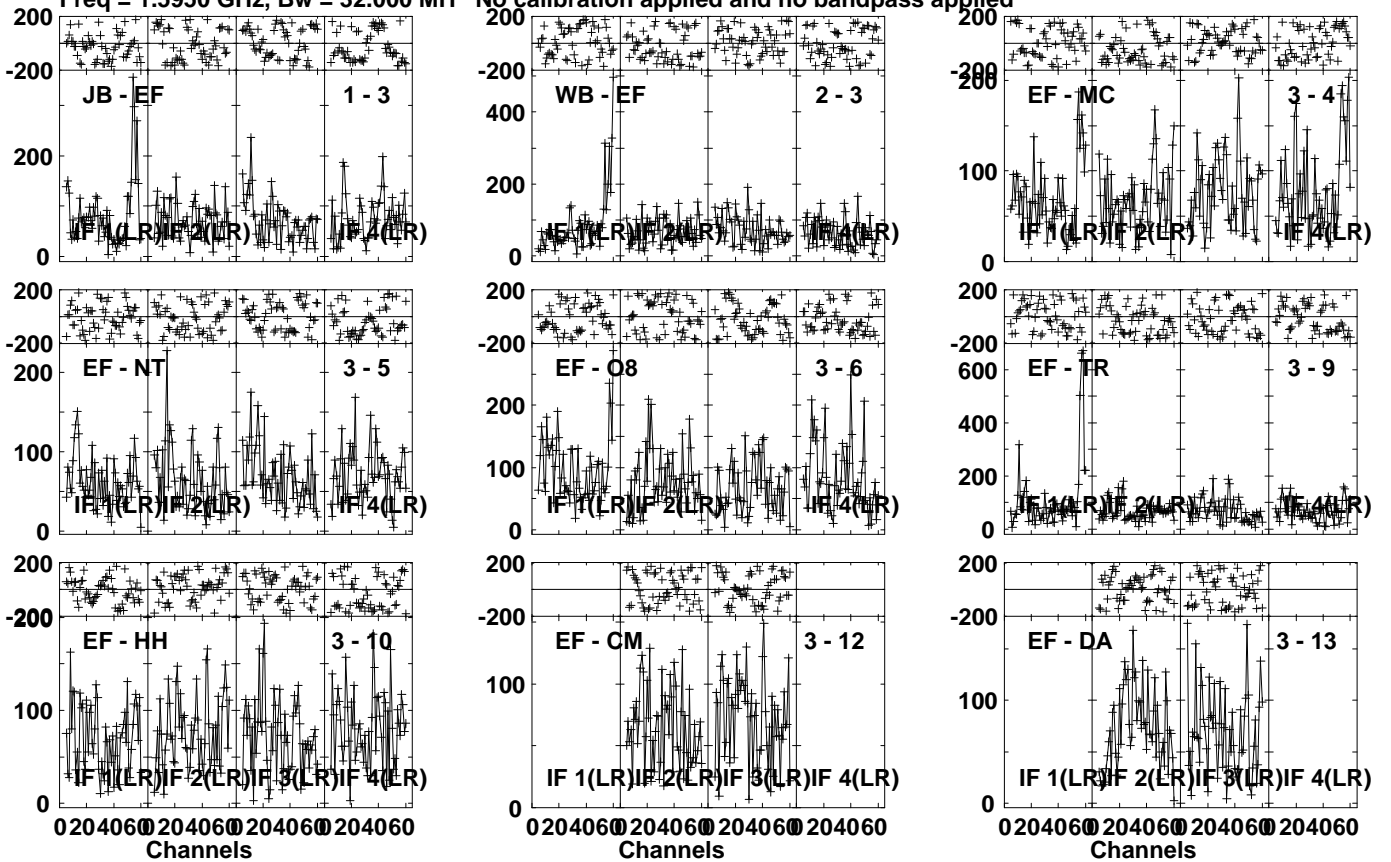 Freq = 1.5950 GHz, Bw = 32.000 MH No calibration applied and no bandpass applied
200
-200
JB - EF 1 - 3
200
0
IF 1(LR) IF 2(LR) IF 4(LR)
200
-200
WB - EF 2 - 3
400
200
0
IF 1(LR) IF 2(LR) IF 4(LR)
200
-200
200
EF - MC 3 - 4
100
0
IF 1(LR) IF 2(LR) IF 4(LR)
200
-200
EF - NT 3 - 5
200
100
0
IF 1(LR) IF 2(LR) IF 4(LR)
200
-200
EF - O8 3 - 6
200
100
0
IF 1(LR) IF 2(LR) IF 4(LR)
200
-200
EF - TR 3 - 9
600
400
200
0
IF 1(LR) IF 2(LR) IF 4(LR)
200
-200
200
EF - HH 3 - 10
100
0
IF 1(LR) IF 2(LR) IF 3(LR) IF 4(LR)
0 20 40 60 0 20 40 60 0 20 40 60 0 20 40 60
Channels
200
-200
EF - CM 3 - 12
100
0
IF 1(LR) IF 2(LR) IF 3(LR) IF 4(LR)
0 20 40 60 0 20 40 60 0 20 40 60 0 20 40 60
Channels
200
-200
EF - DA 3 - 13
100
0
IF 1(LR) IF 2(LR) IF 3(LR) IF 4(LR)
0 20 40 60 0 20 40 60 0 20 40 60 0 20 40 60
Channels